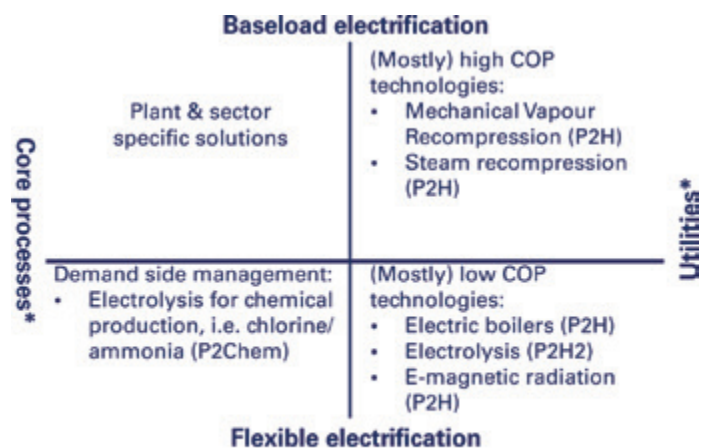 Baseload electrification
Plant & sector
specific solutions
(Mostly) high COP
technologies:
• Mechanical Vapour
Recompression (P2H)
• Steam recompression
(P2H)
Core processes*
Utilities*
Demand side management:
• Electrolysis for chemical
production, i.e. chlorine/
ammonia (P2Chem)
(Mostly) low COP
technologies:
• Electric boilers (P2H)
• Electrolysis (P2H2)
• E-magnetic radiation
(P2H)
Flexible electrification